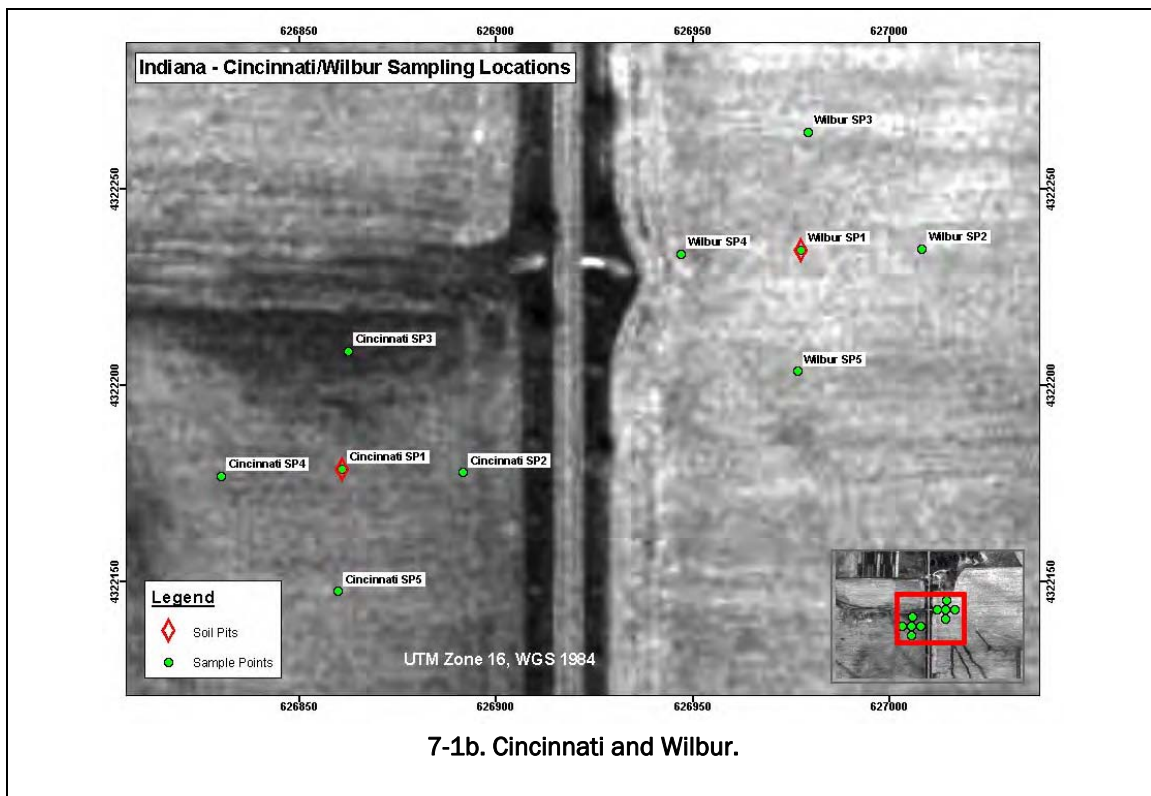 626850
626900
626950
627000
Indiana - Cincinnati/Wilbur Sampling Locations
Wilbur SP3
4322250
4322250
Wilbur SP4
Wilbur SP1
Wilbur SP2
Cincinnati SP3
Wilbur SP5
4322200
4322200
Cincinnati SP4
Cincinnati SP1
Cincinnati SP2
4322150
4322150
Cincinnati SP5
Legend
Soil Pits
Sample Points
UTM Zone 16, WGS 1984
626850
626900
626950
627000
7-1b. Cincinnati and Wilbur.